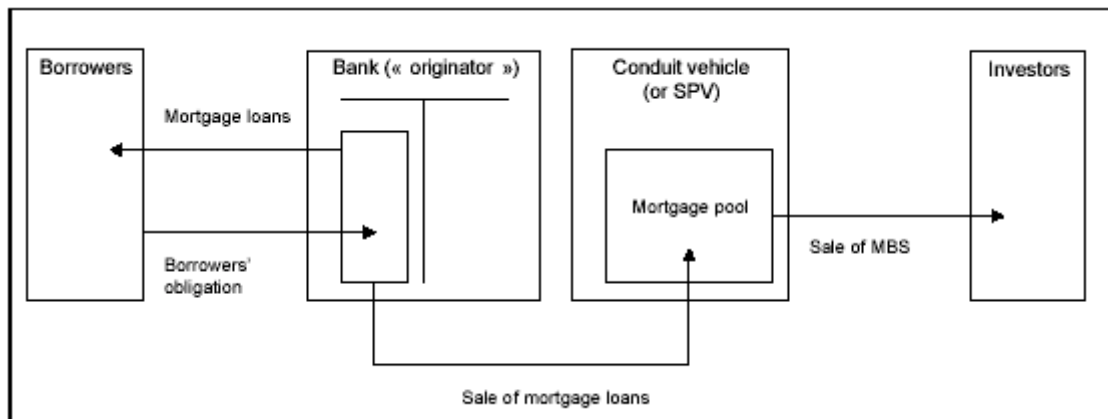 Borrowers
Bank (« originator »)
Conduit vehicle
(or SPV)
Investors
Mortgage loans
Mortgage pool
Sale of MBS
Borrowers'
obligation
Sale of mortgage loans